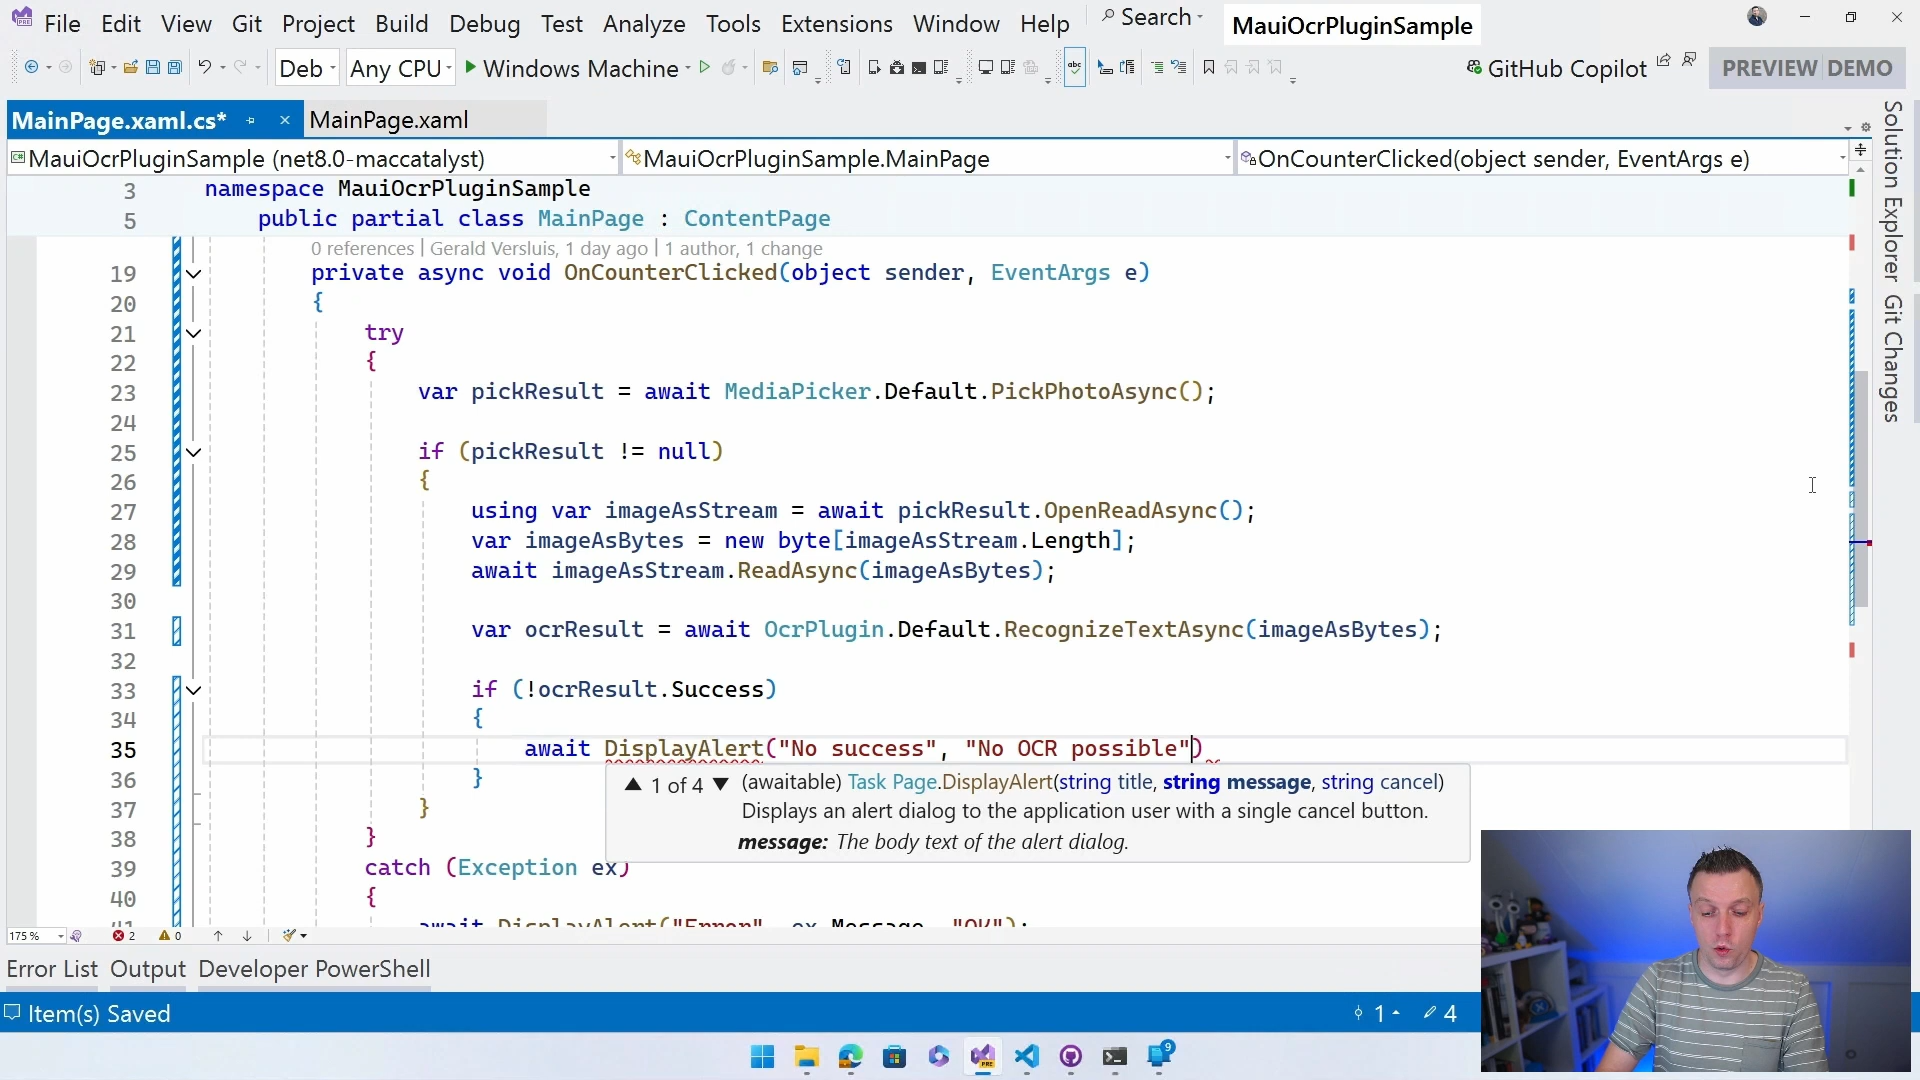 File Edit View Git Project Build Debug Test Analyze Tools Extensions Window Help Search MauiOcrPluginSample
Deb Any CPU Windows Machine GitHub Copilot PREVIEW DEMO
MainPage.xaml.cs* MainPage.xaml
MauiOcrPluginSample (net8.0-maccatalyst) MauiOcrPluginSample.MainPage OnCounterClicked(object sender, EventArgs e)
3 namespace MauiOcrPluginSample
5 public partial class MainPage : ContentPage
0 references | Gerald Versluis, 1 day ago | 1 author, 1 change
19 private async void OnCounterClicked(object sender, EventArgs e)
20 {
21 try
22 {
23 var pickResult = await MediaPicker.Default.PickPhotoAsync();
24
25 if (pickResult != null)
26 {
27 using var imageAsStream = await pickResult.OpenReadAsync();
28 var imageAsBytes = new byte[imageAsStream.Length];
29 await imageAsStream.ReadAsync(imageAsBytes);
30
31 var ocrResult = await OcrPlugin.Default.RecognizeTextAsync(imageAsBytes);
32
33 if (!ocrResult.Success)
34 {
35 await DisplayAlert("No success", "No OCR possible")
36 }
1 of 4 (awaitable) Task Page.DisplayAlert(string title, string message, string cancel)
Displays an alert dialog to the application user with a single cancel button.
message: The body text of the alert dialog.
37 }
38 }
39 catch (Exception ex)
40 {
41 await DisplayAlert("Error", ex.Message, "OK");
175 % 2 0
Error List Output Developer PowerShell
Item(s) Saved 1 4
9
Solution Explorer
Git Changes